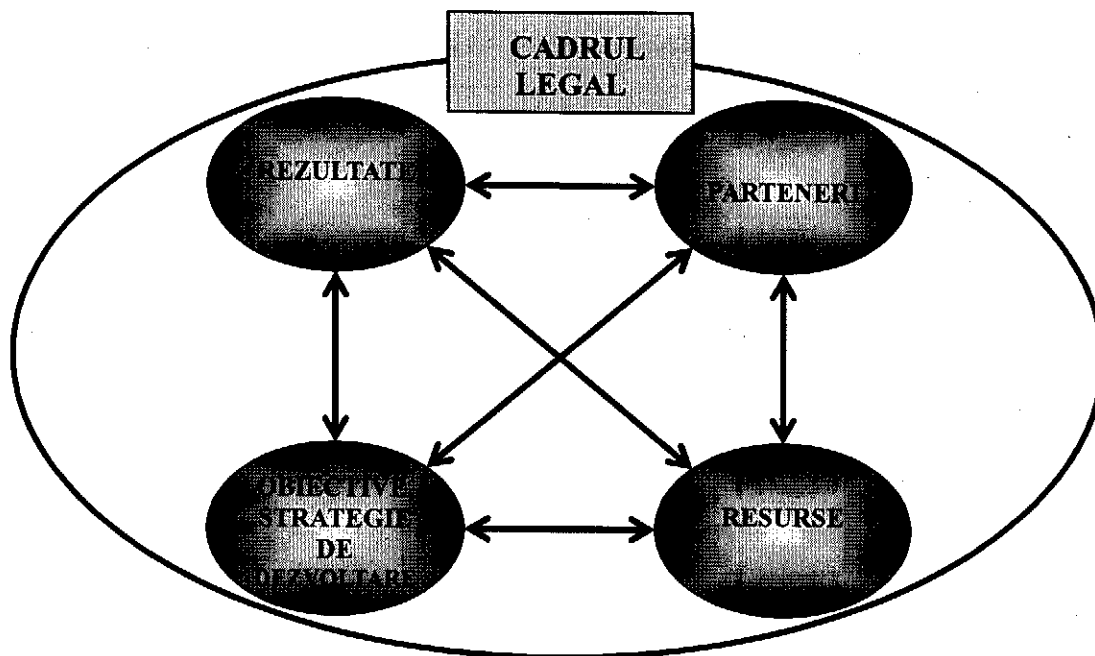 CADRUL
LEGAL
REZULTATE
PARTENERI
OBIECTIVE
STRATEGIE
DE
DEZVOLTARE
RESURSE